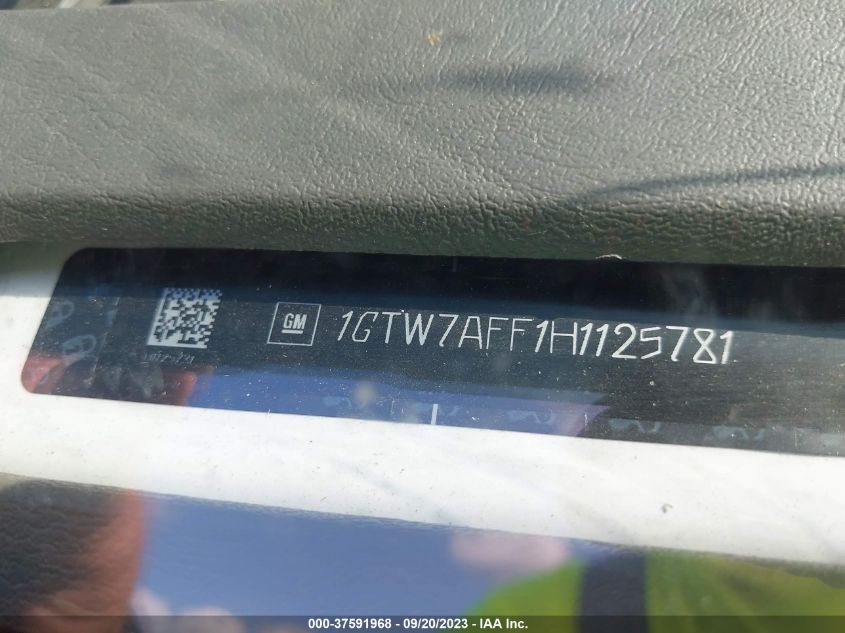 GM 1GTW7AFF1H1125781
000-37591968 - 09/20/2023 - IAA Inc.